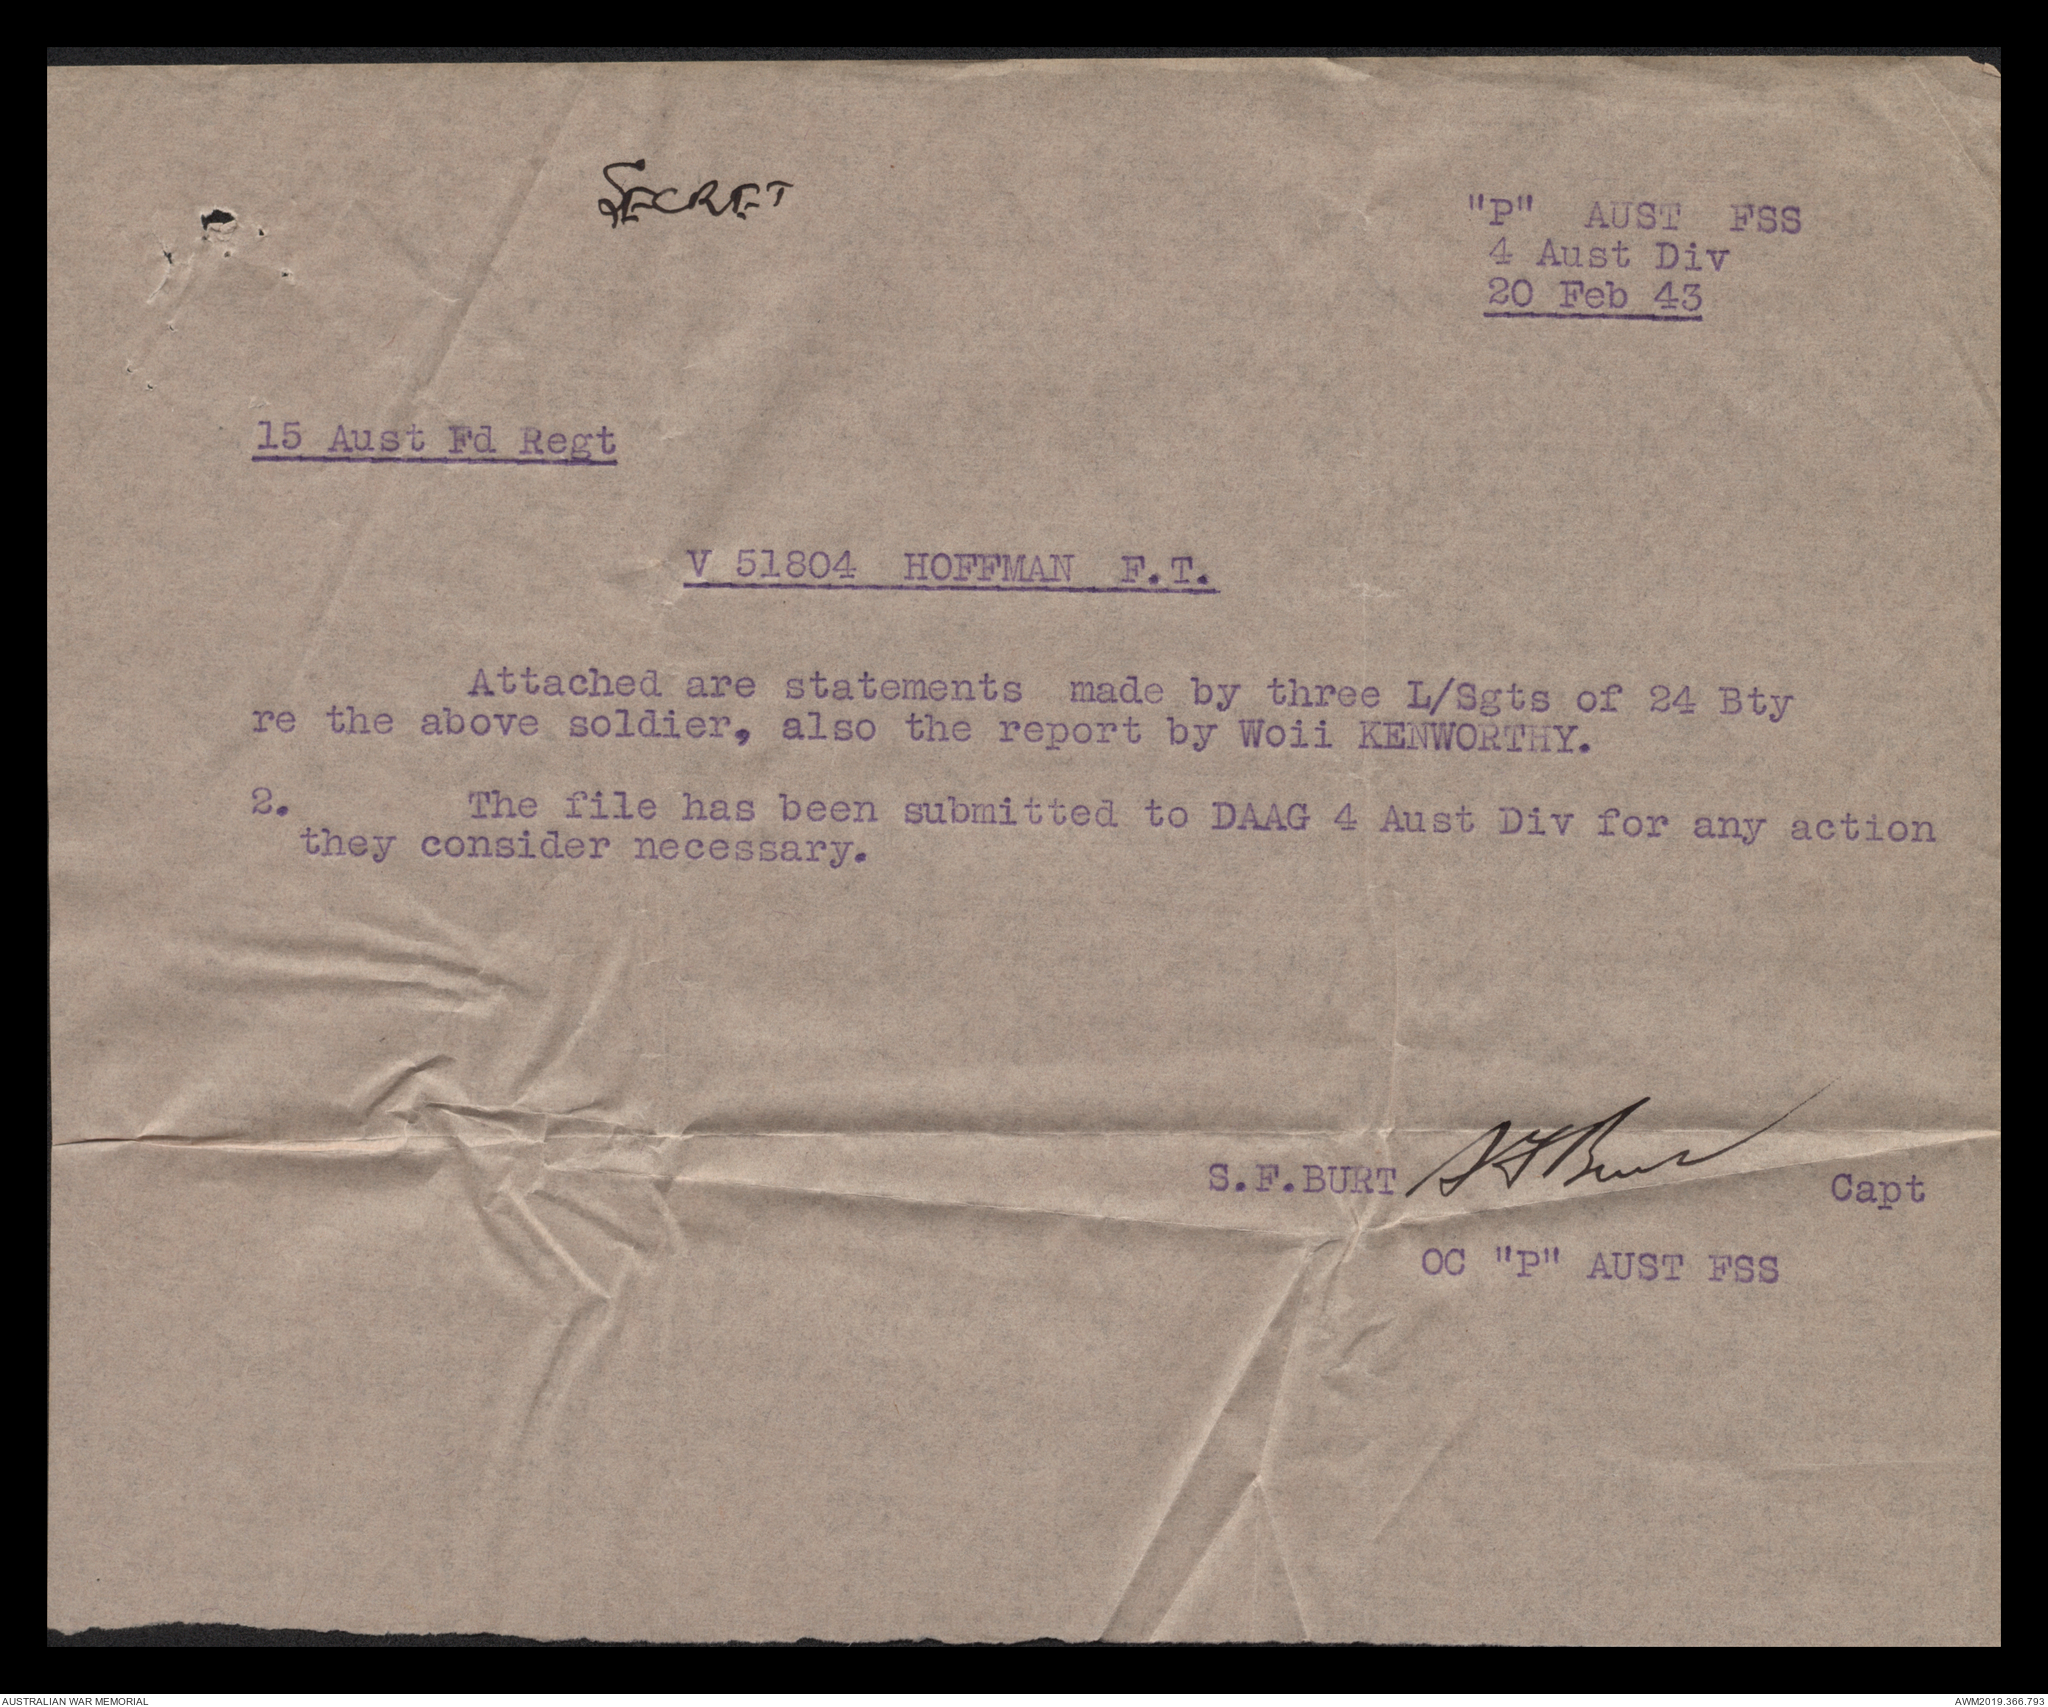 SECRET
"P" AUST FSS
4 Aust Div
20 Feb 43
15 Aust Fd Regt
V 51804 HOFFMAN F.T.
Attached are statements made by three L/Sgts of 24 Bty
re the above soldier, also the report by Woii KENWORTHY.
2. The file has been submitted to DAAG 4 Aust Div for any action
they consider necessary.
S.F.BURT SFBurt Capt
OC "P" AUST FSS
AUSTRALIAN WAR MEMORIAL
AWM2019.366.793